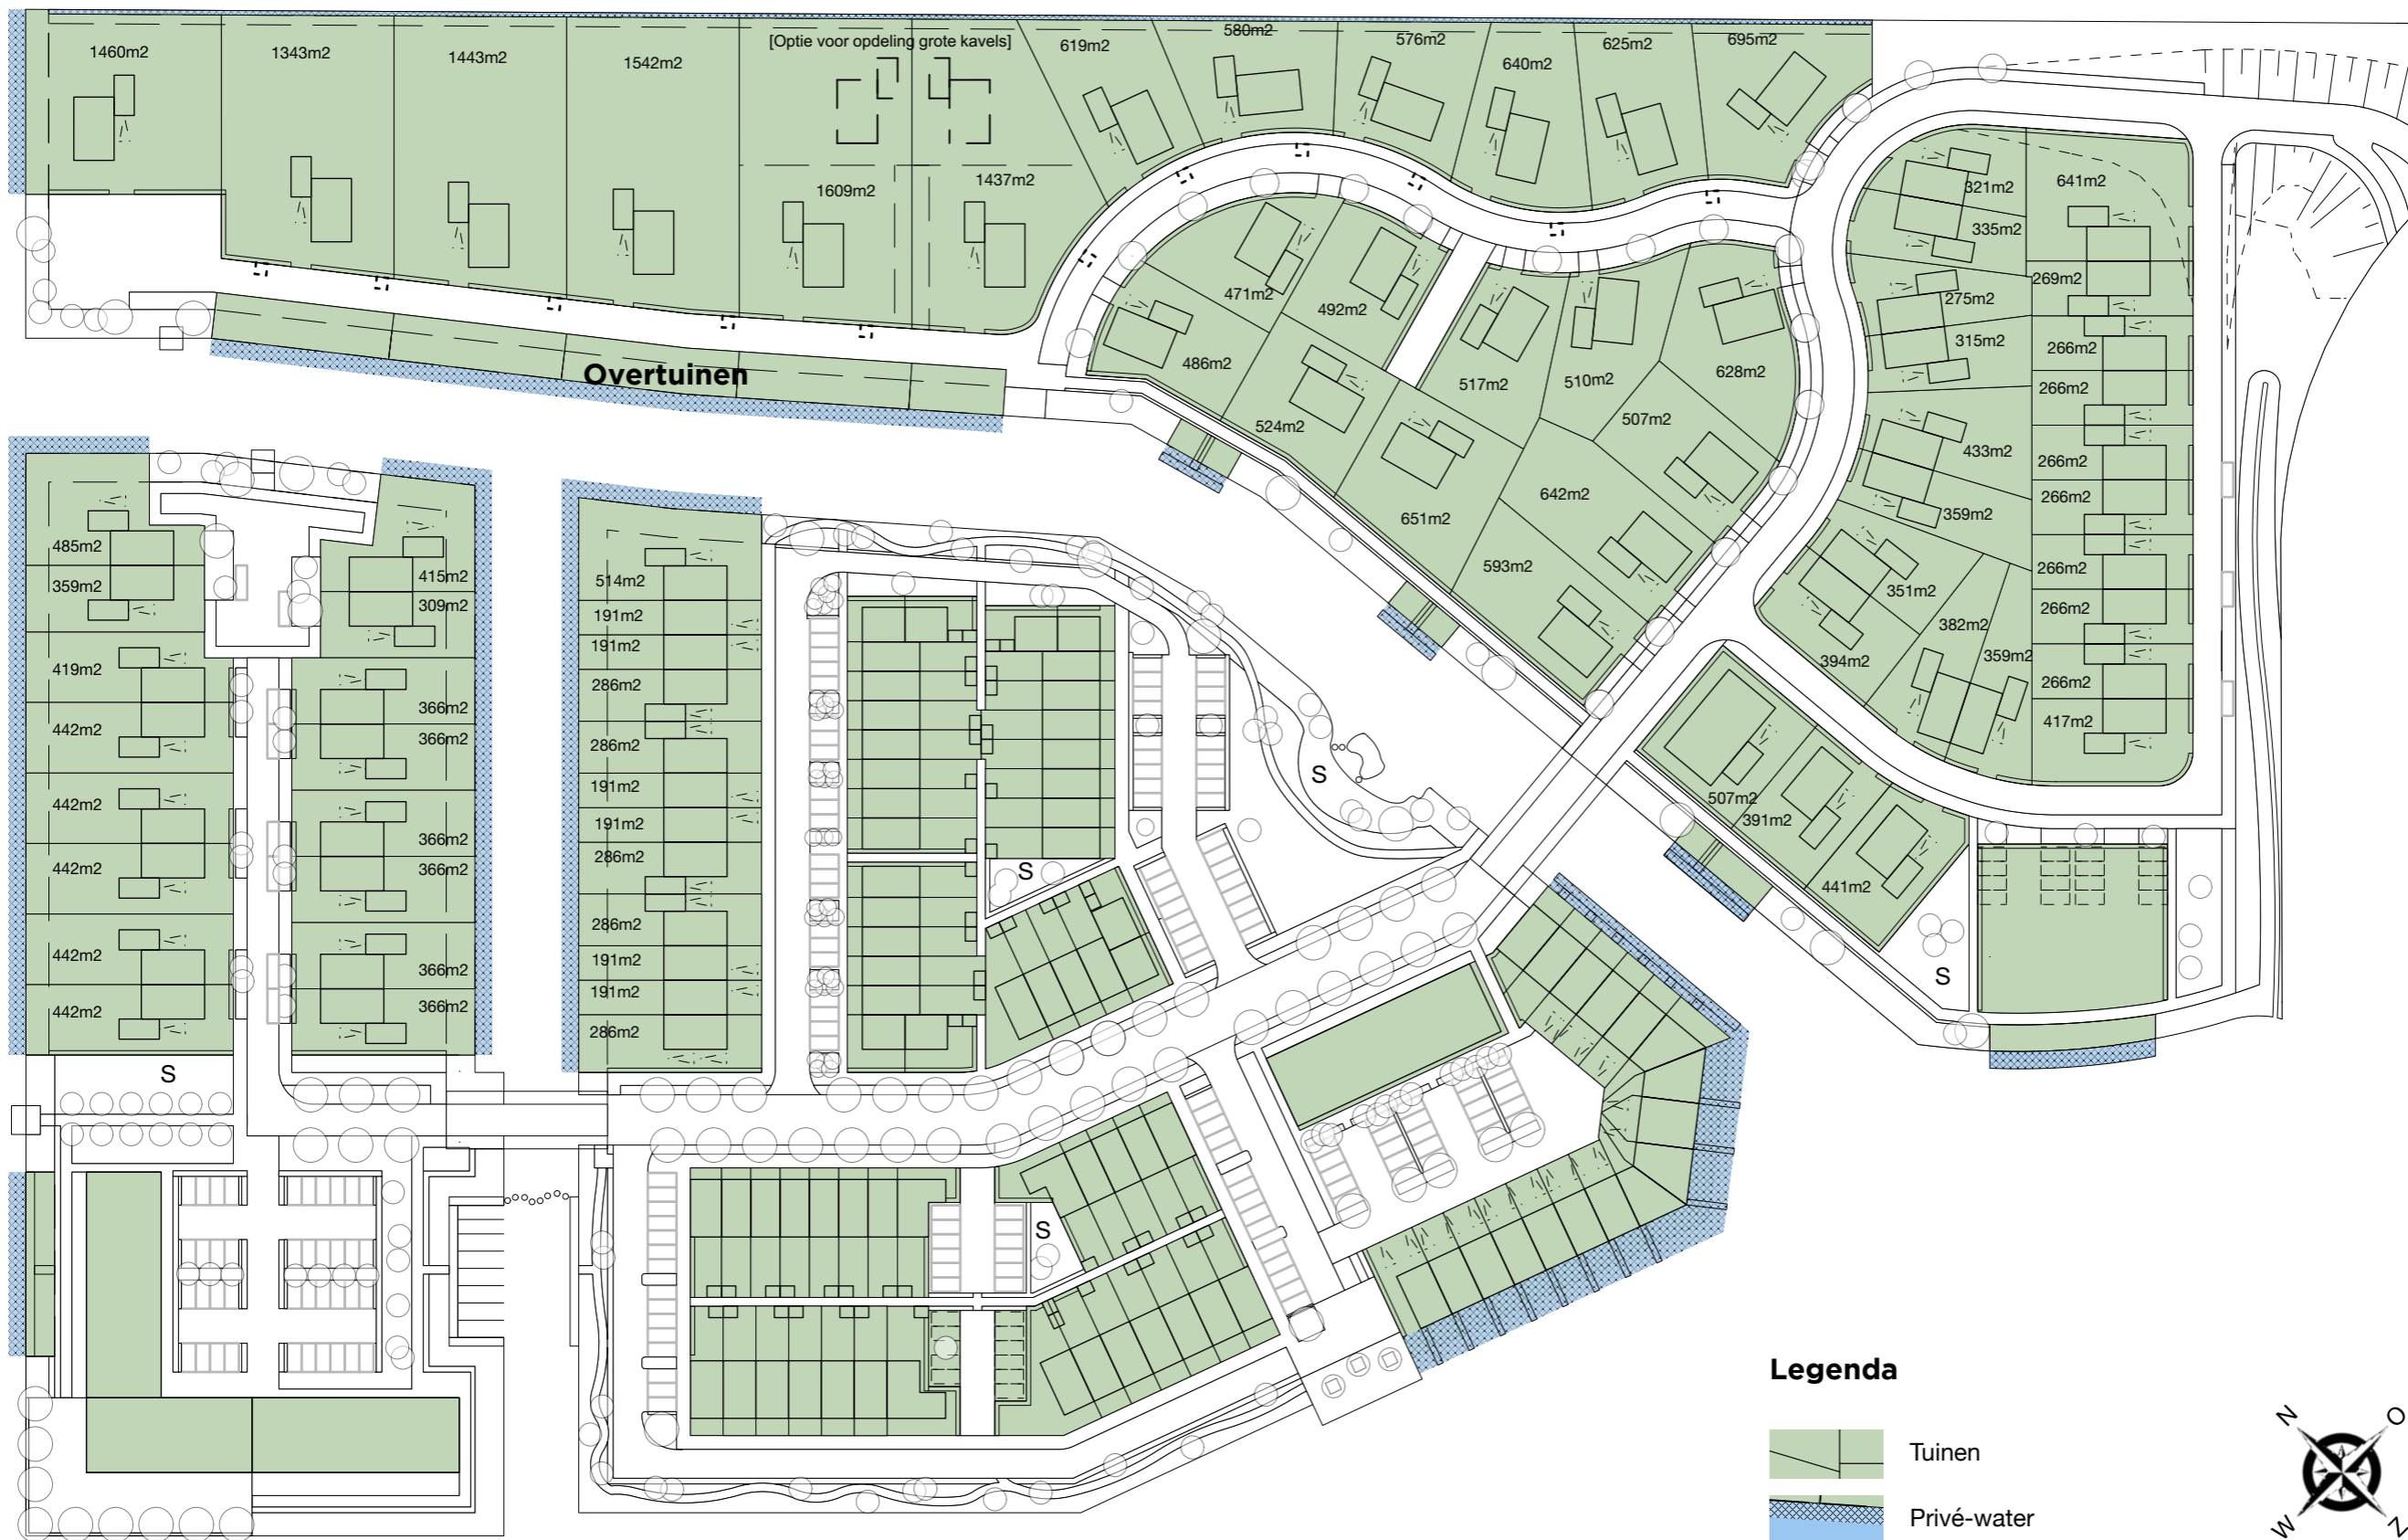 1460m2
1343m2
1443m2
1542m2
[Optie voor opdeling grote kavels]
619m2
580m2
576m2
640m2
625m2
695m2
1609m2
1437m2
321m2
641m2
335m2
269m2
275m2
315m2
471m2
492m2
486m2
524m2
517m2
510m2
628m2
507m2
651m2
642m2
593m2
Overtuinen
266m2
266m2
433m2
266m2
266m2
359m2
266m2
266m2
351m2
382m2
359m2
394m2
266m2
417m2
485m2
359m2
415m2
309m2
419m2
442m2
366m2
366m2
442m2
442m2
366m2
366m2
442m2
442m2
366m2
366m2
514m2
191m2
191m2
286m2
286m2
191m2
191m2
286m2
286m2
191m2
191m2
286m2
507m2
391m2
441m2
S
S
S
S
S
Legenda
Tuinen
Privé-water
N
O
W
Z